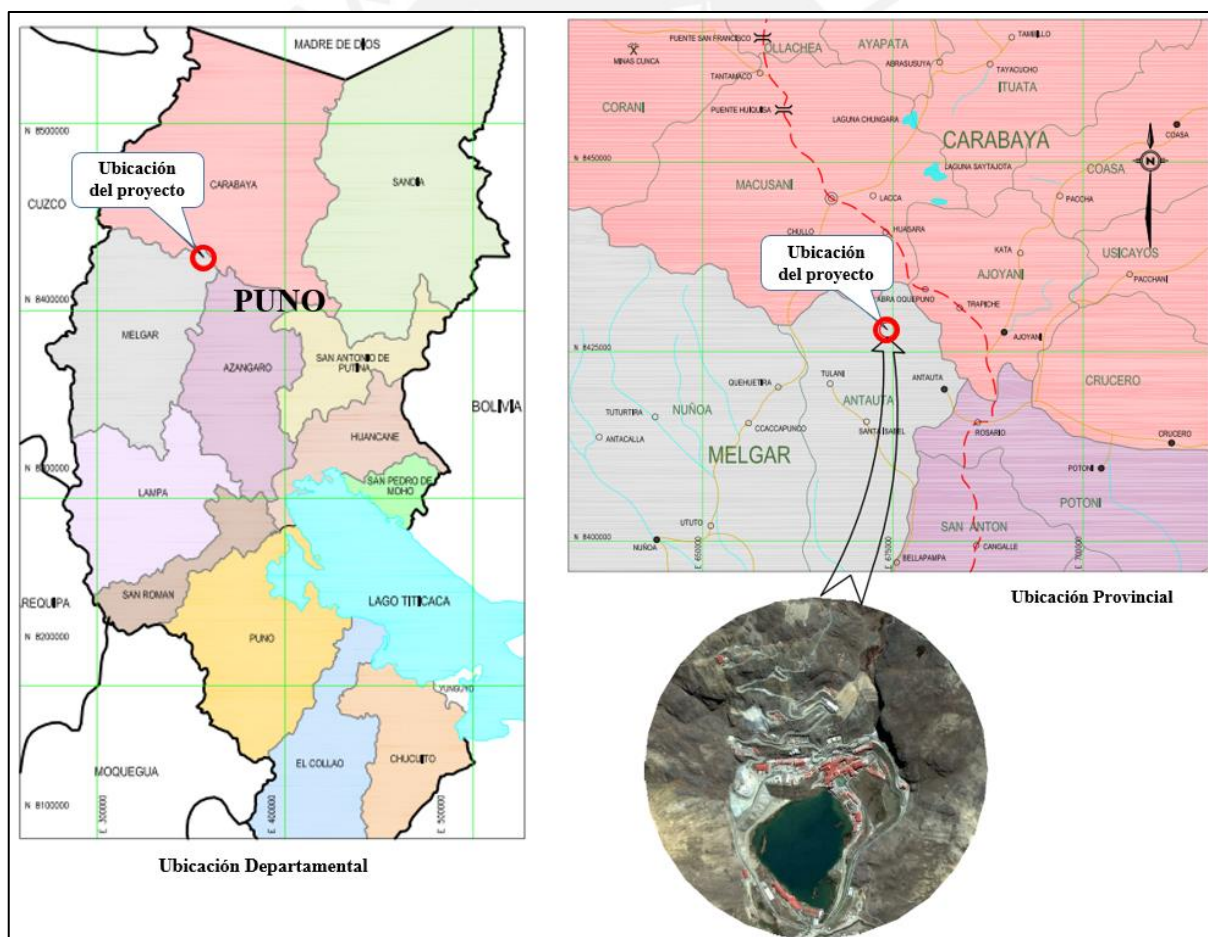 MADRE DE DIOS
N 8500000
Ubicación
del proyecto
CARABAYA
SANDIA
CUZCO
PUNO
N 8400000
MELGAR
AZANGARO
SAN ANTONIO DE
PUTINA
BOLIVIA
HUANCANE
LAMPA
SAN PEDRO DE
MOHO
SAN ROMAN
LAGO TITICACA
AREQUIPA
N 8200000
PUNO
YUNGUYO
EL COLLAO
CHUCUITO
MOQUEGUA
N 8100000
E 300000
E 400000
E 500000
Ubicación Departamental
PUENTE SAN FRANCISCO
OLLACHEA
AYAPATA
TAMBILLO
MINAS CUNCA
TANTAMACO
ABRASUSUYA
TAYACUCHO
ITUATA
CORANI
PUENTE HUIQUISA
LAGUNA CHUNGARA
COASA
CARABAYA
N 8450000
LAGUNA SAYTAJOTA
COASA
MACUSANI
LACCA
PACCHA
CHULLO
HUASARA
Ubicación
del proyecto
KATA
USICAYOS
AJOYANI
PACCHANI
ABRA OQUEPUNO
TRAPICHE
N 8425000
AJOYANI
QUEHUETIRA
TULANI
ANTAUTA
CRUCERO
NUÑOA
ANTAUTA
TUTURTIRA
CCACCAPUNCO
SANTA ISABEL
ROSARIO
ANTACALLA
CRUCERO
MELGAR
POTONI
POTONI
UTUTO
SAN ANTON
N 8400000
NUÑOA
CANGALLE
BELLAPAMPA
E 650000
E 675000
E 700000
N
Ubicación Provincial